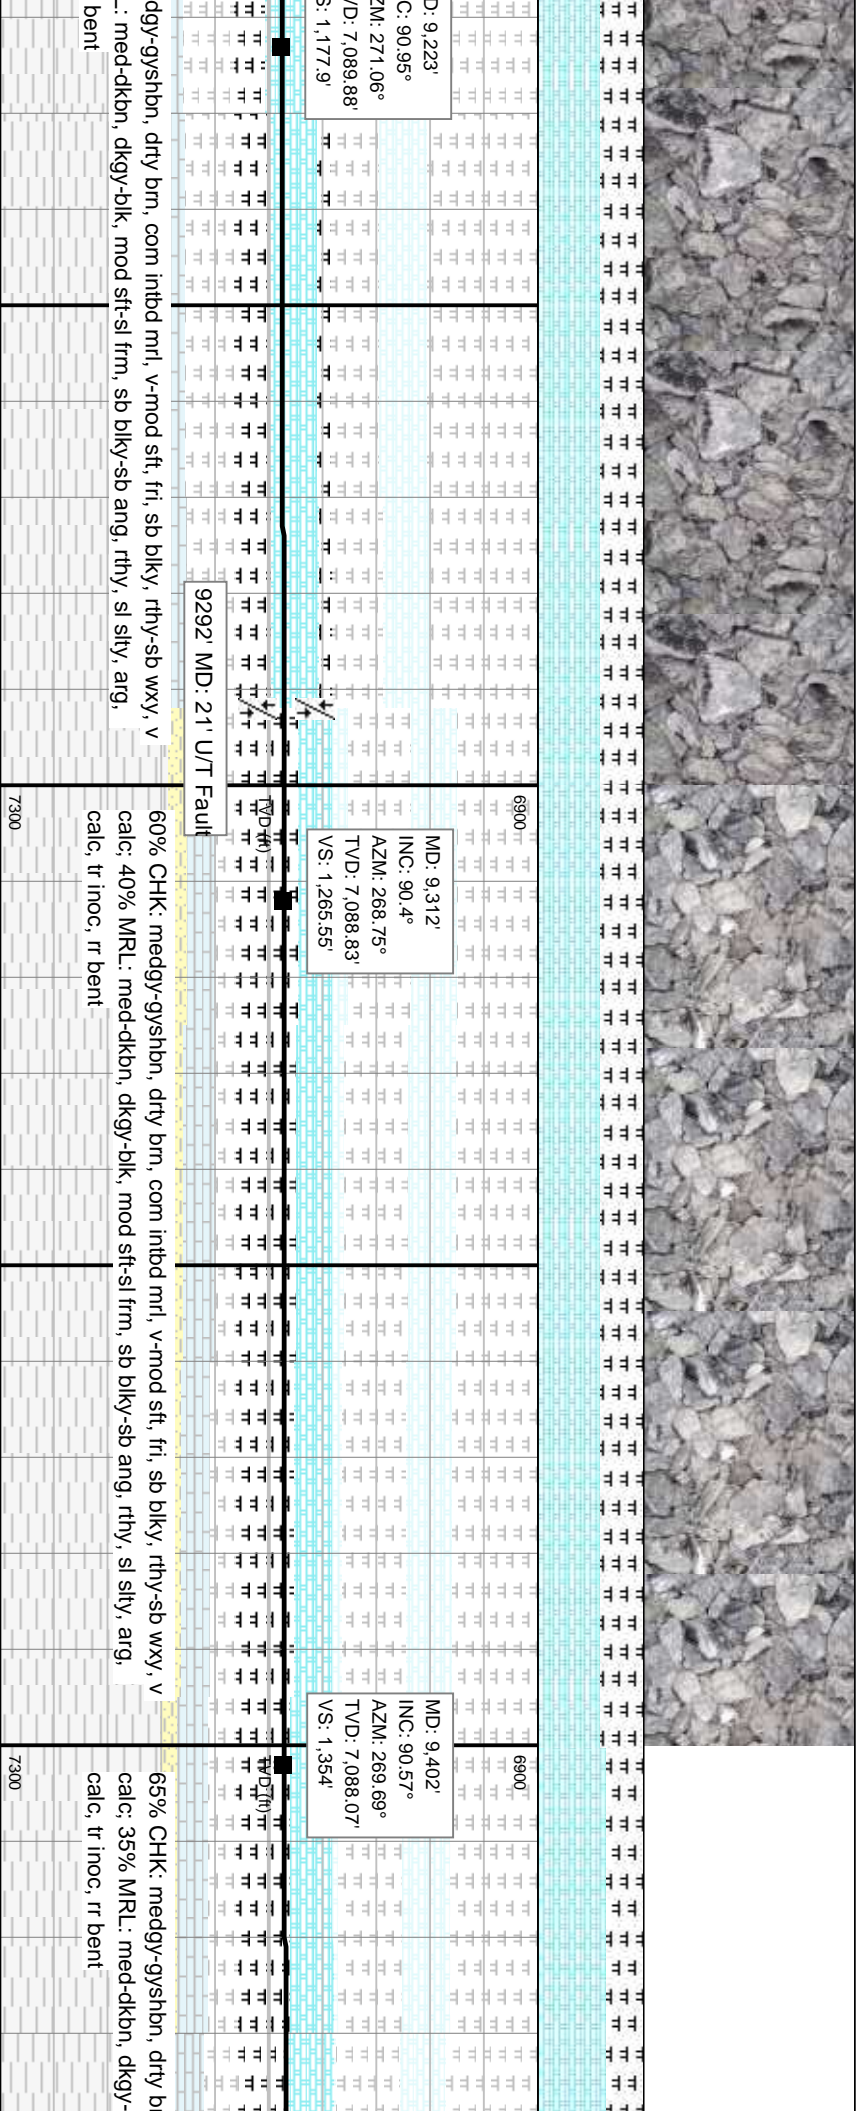 D: 9,223'
C: 90.95°
ZM: 271.06°
VD: 7,089.88'
S: 1,177.9'
dgy-gyshbn, drty brn, com intbd mrl, v-mod sft, fri, sb blky, rthy-sb wxy, v
: med-dkbn, dkgy-blk, mod sft-sl frm, sb blky-sb ang, rthy, sl slty, arg,
bent
9292' MD: 21' U/T Fault
6900
TVD (ft)
7300
MD: 9,312'
INC: 90.4°
AZM: 268.75°
TVD: 7,088.83'
VS: 1,265.55'
60% CHK: medgy-gyshbn, drty brn, com intbd mrl, v-mod sft, fri, sb blky, rthy-sb wxy, v
calc; 40% MRL: med-dkbn, dkgy-blk, mod sft-sl frm, sb blky-sb ang, rthy, sl slty, arg,
calc, tr inoc, rr bent
MD: 9,402'
INC: 90.57°
AZM: 269.69°
TVD: 7,088.07'
VS: 1,354'
6900
TVD (ft)
7300
65% CHK: medgy-gyshbn, drty br
calc; 35% MRL: med-dkbn, dkgy-
calc, tr inoc, rr bent